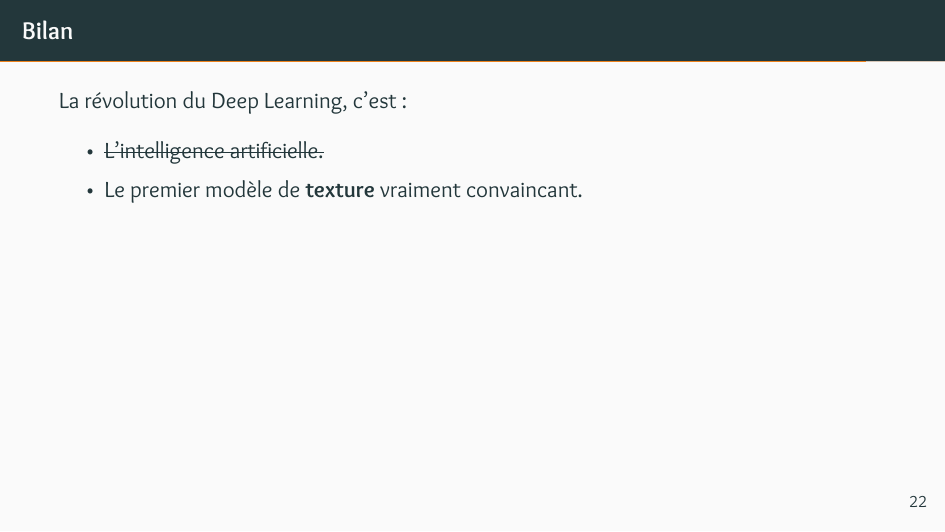 Bilan
La révolution du Deep Learning, c’est :
• L’intelligence artificielle.
• Le premier modèle de texture vraiment convaincant.
22